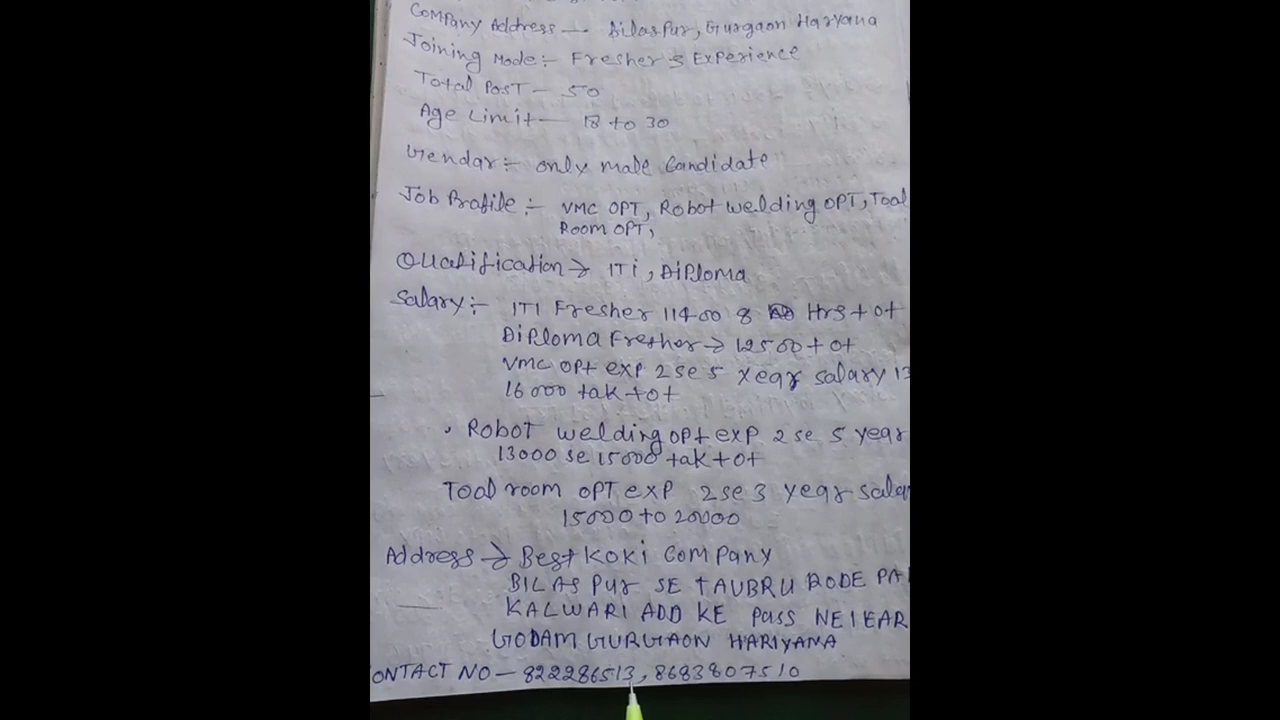 Company Address - Bilaspur, Gurgaon Haryana
Joining Mode :- Fresher & Experience
Total Post - 50
Age Limit - 18 to 30
Gendar :- only male Candidate
Job Profile :- VMC OPT, Robot welding OPT, Tool
Room OPT,
Qualification → ITi, Diploma
Salary :- ITI Fresher 11400 8 Hrs + ot
Diploma Fresher → 12500 + ot
VMC opt exp 2 se 5 year salary 13
16000 tak + ot
Robot welding opt exp 2 se 5 year
13000 se 15000 tak + ot
Tool room OPT exp 2 se 3 year salar
15000 to 20000
Address → Best Koki Company
BILASPUR SE TAUBRU RODE PA
KALWARI ADD KE Pass NEIEAR
GODAM GURGAON HARIYANA
ONTACT NO - 822286513, 8683807510